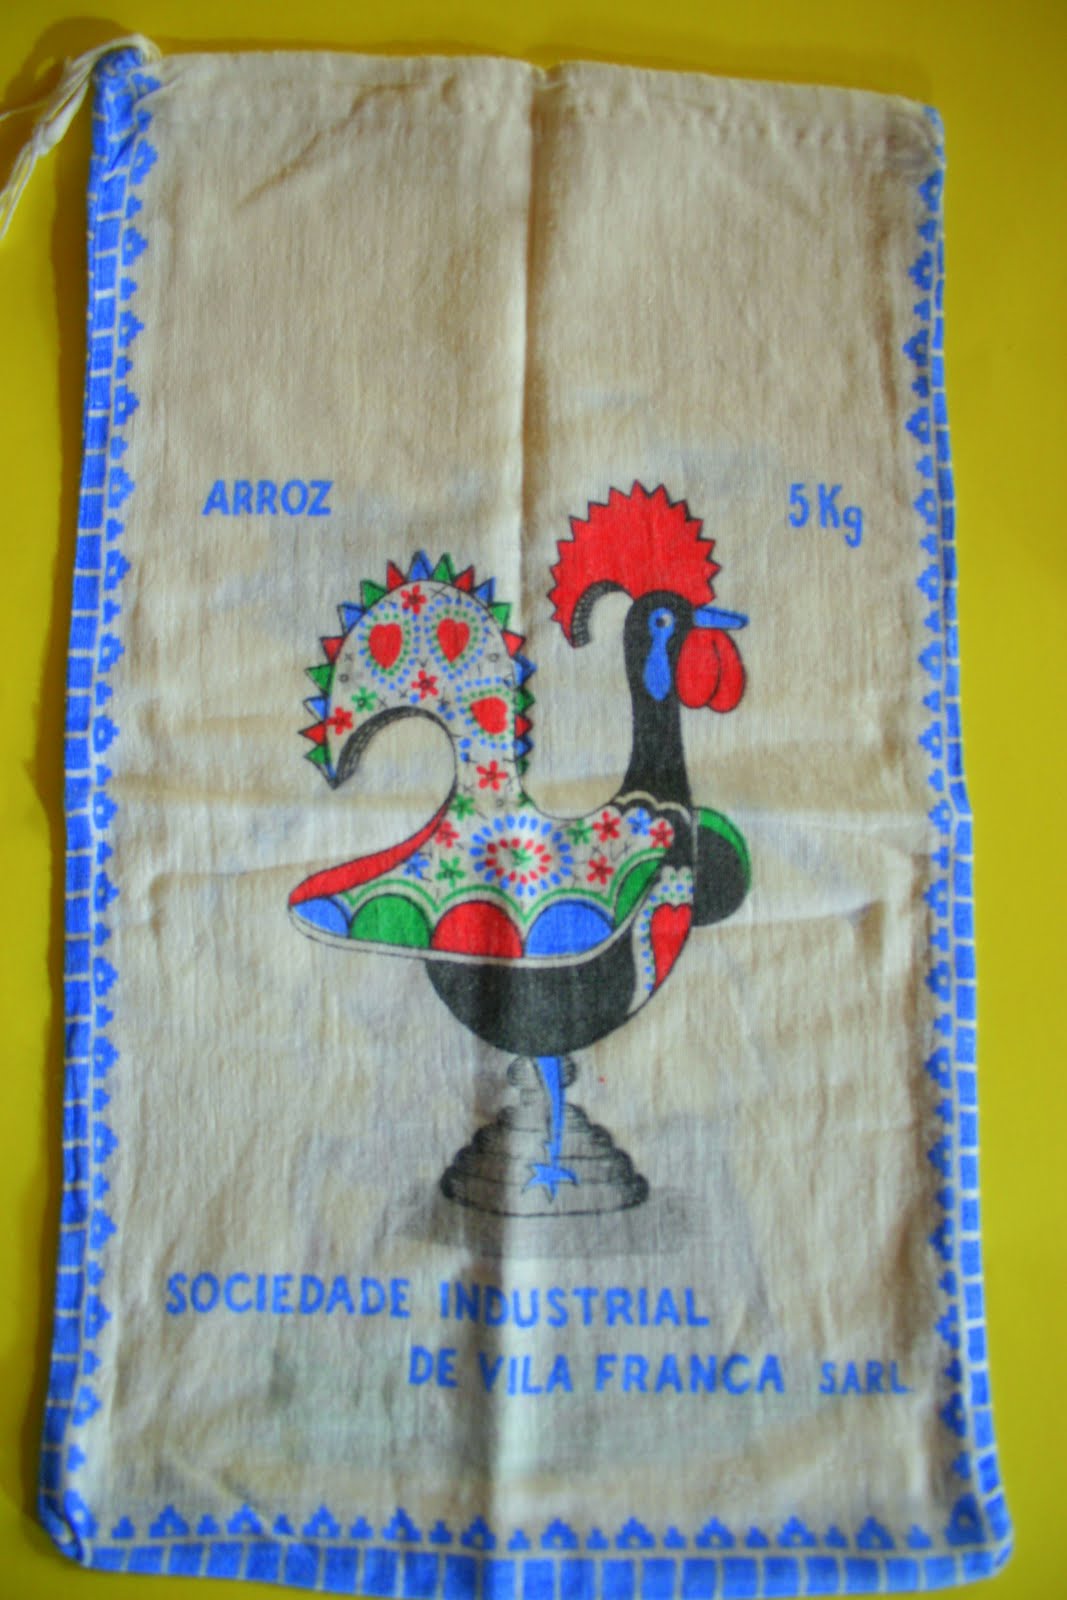 ARROZ 5Kg
SOCIEDADE INDUSTRIAL
DE VILA FRANCA SARL